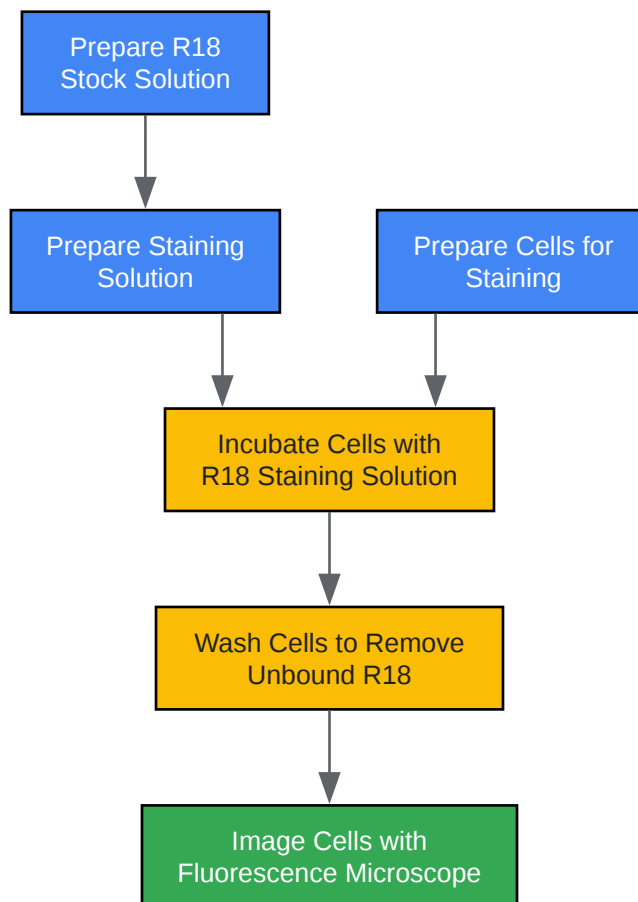 Prepare R18
Stock Solution
Prepare Staining
Solution
Prepare Cells for
Staining
Incubate Cells with
R18 Staining Solution
Wash Cells to Remove
Unbound R18
Image Cells with
Fluorescence Microscope